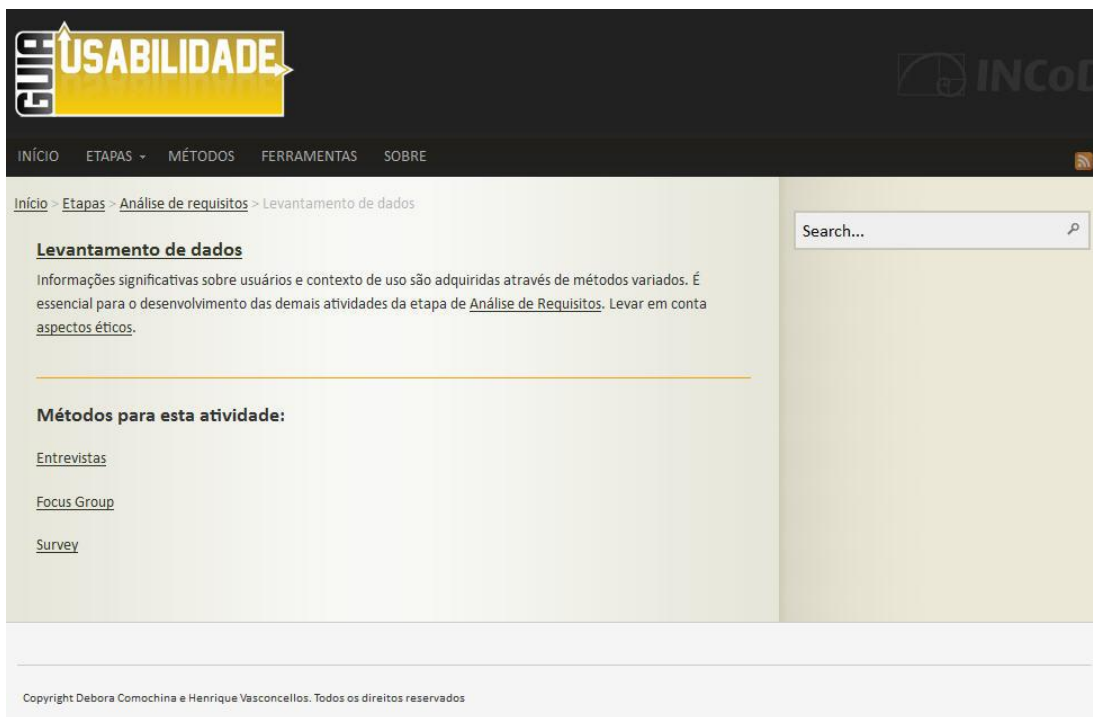 GUIA USABILIDADE
INCoD
INÍCIO ETAPAS MÉTODOS FERRAMENTAS SOBRE
Início > Etapas > Análise de requisitos > Levantamento de dados
Search...
Levantamento de dados
Informações significativas sobre usuários e contexto de uso são adquiridas através de métodos variados. É
essencial para o desenvolvimento das demais atividades da etapa de Análise de Requisitos. Levar em conta
aspectos éticos.
Métodos para esta atividade:
Entrevistas
Focus Group
Survey
Copyright Debora Comochina e Henrique Vasconcellos. Todos os direitos reservados